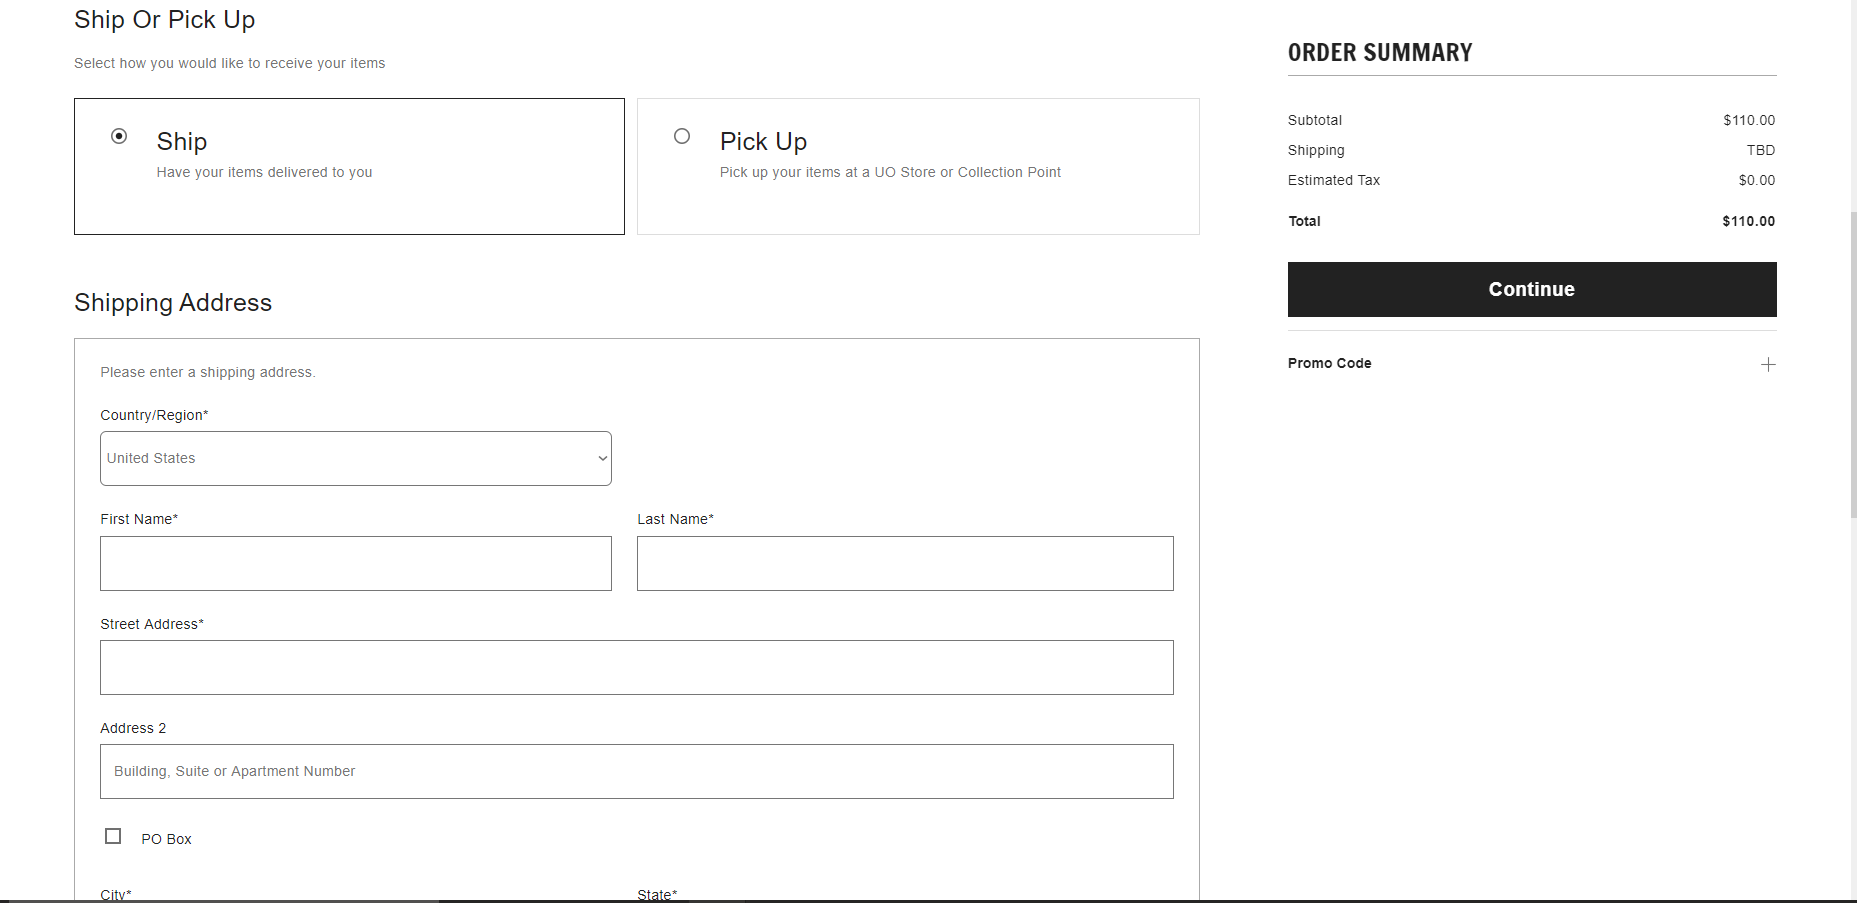 Ship Or Pick Up
Select how you would like to receive your items
Ship
Have your items delivered to you
Pick Up
Pick up your items at a UO Store or Collection Point
Shipping Address
Please enter a shipping address.
Country/Region*
United States
First Name*
Last Name*
Street Address*
Address 2
Building, Suite or Apartment Number
PO Box
City*
State*
ORDER SUMMARY
Subtotal $110.00
Shipping TBD
Estimated Tax $0.00
Total $110.00
Continue
Promo Code